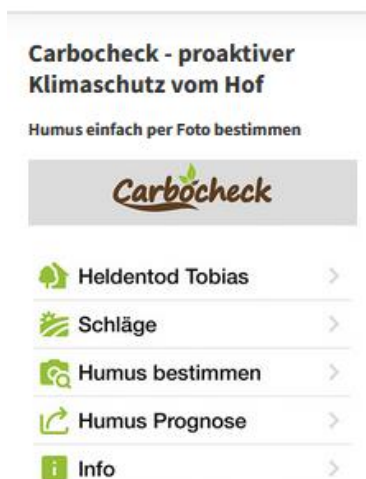 Carbocheck - proaktiver
Klimaschutz vom Hof
Humus einfach per Foto bestimmen
Carbocheck
Heldentod Tobias
Schläge
Humus bestimmen
Humus Prognose
Info